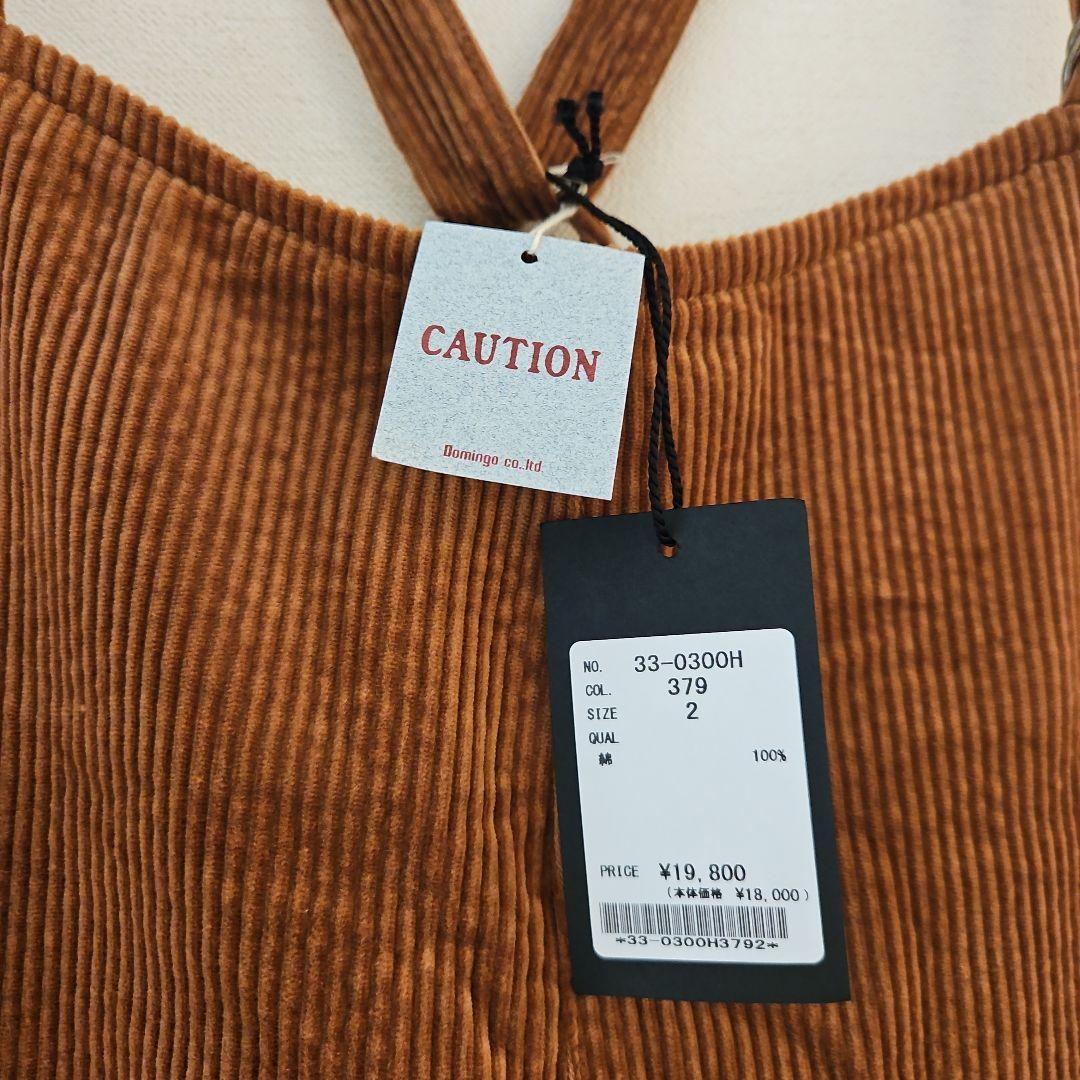 CAUTION
Domingo co.,ltd.
NO. 33-0300H
COL. 379
SIZE 2
QUAL
綿 100%
PRICE ¥19,800
(本体価格 ¥18,000)
*33-0300H3792*